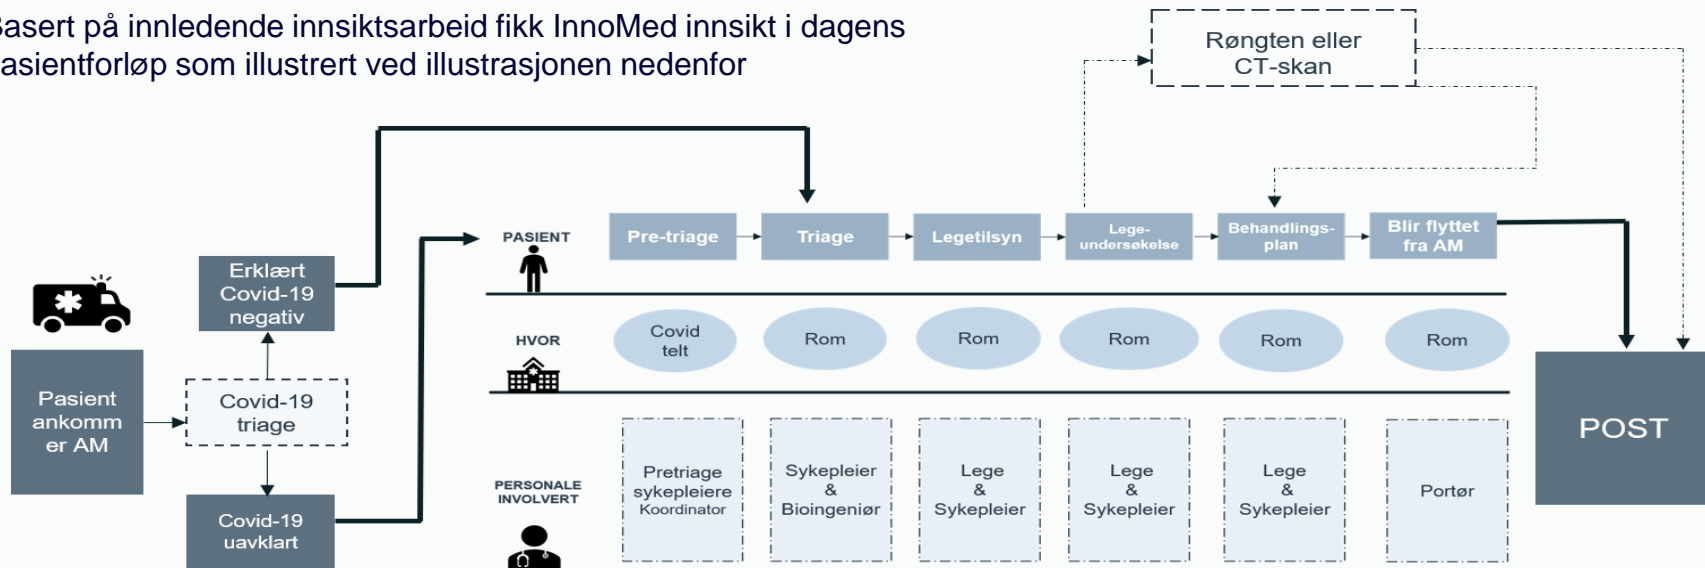 Basert på innledende innsiktsarbeid fikk InnoMed innsikt i dagens
pasientforløp som illustrert ved illustrasjonen nedenfor
Røngten eller
CT-skan
PASIENT
Pre-triage
Triage
Legetilsyn
Lege-
undersøkelse
Behandlings-
plan
Blir flyttet
fra AM
Erklært
Covid-19
negativ
HVOR
Covid
telt
Rom
Rom
Rom
Rom
Rom
Pasient
ankomm
er AM
Covid-19
triage
POST
PERSONALE
INVOLVERT
Pretriage
sykepleiere
Koordinator
Sykepleier
&
Bioingeniør
Lege
&
Sykepleier
Lege
&
Sykepleier
Lege
&
Sykepleier
Portør
Covid-19
uavklart